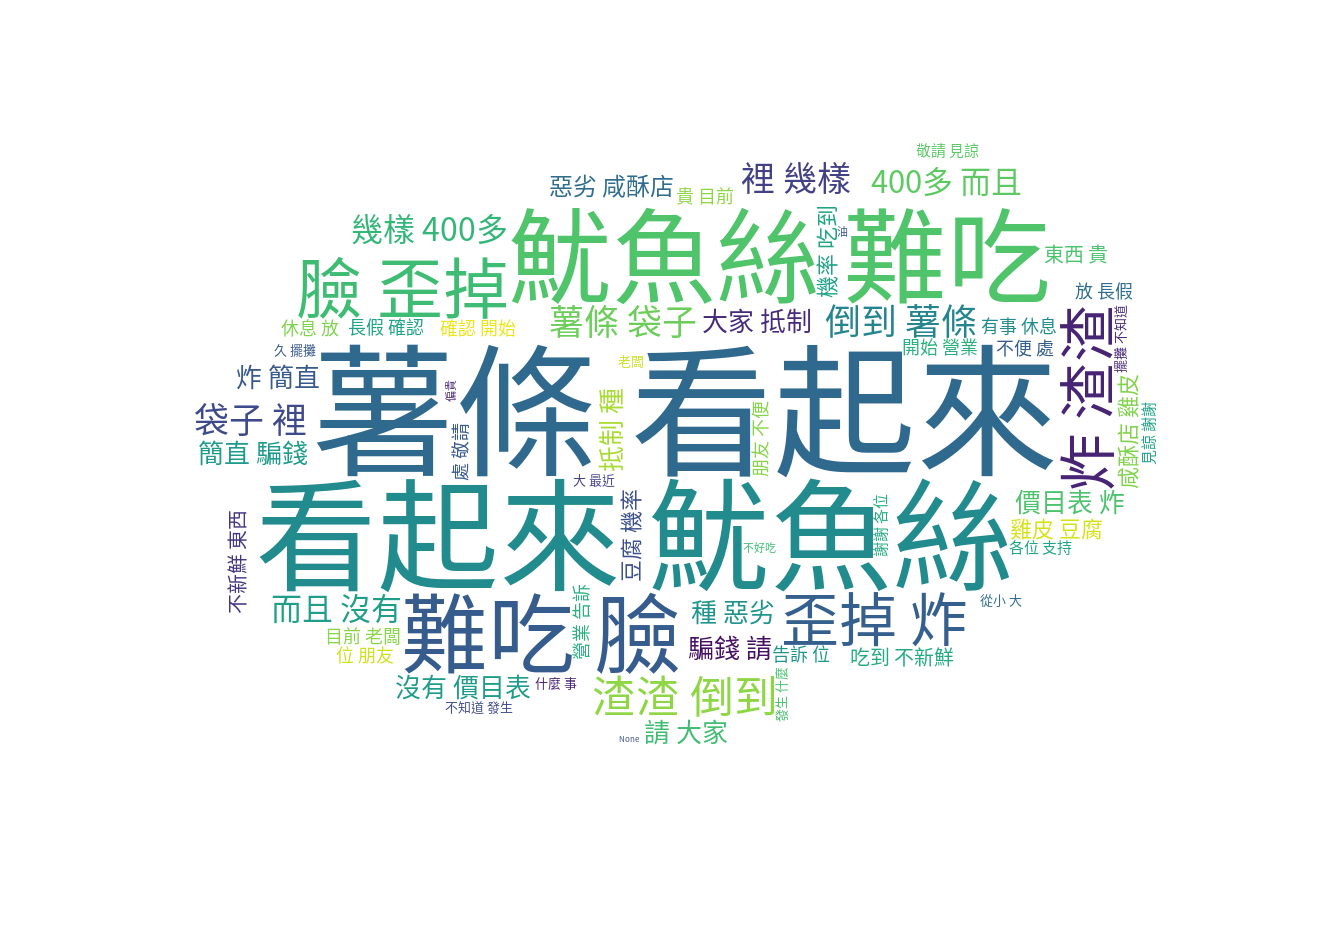 敬請 見諒
惡劣 咸酥店
貴 目前
裡 幾樣
400多 而且
幾樣 400多
魷魚絲 難吃
機率 吃到
東西 貴
臉 歪掉
放 長假
休息 放
長假 確認
確認 開始
薯條 袋子
大家 抵制
倒到 薯條
有事 休息
炸 渣渣
擺攤 不知道
久 擺攤
開始 營業
不便 處
老闆
炸 簡直
薯條 看起來
偏貴
抵制 種
朋友 不便
咸酥店 雞皮
見諒 謝謝
袋子 裡
處 敬請
簡直 騙錢
大 最近
看起來 魷魚絲
豆腐 機率
謝謝 各位
價目表 炸
雞皮 豆腐
不新鮮 東西
不好吃
各位 支持
而且 沒有
難吃 臉
營業 告訴
種 惡劣
歪掉 炸
從小 大
目前 老闆
位 朋友
騙錢 請
告訴 位
吃到 不新鮮
沒有 價目表
什麼 事
渣渣 倒到
發生 什麼
不知道 發生
請 大家
None